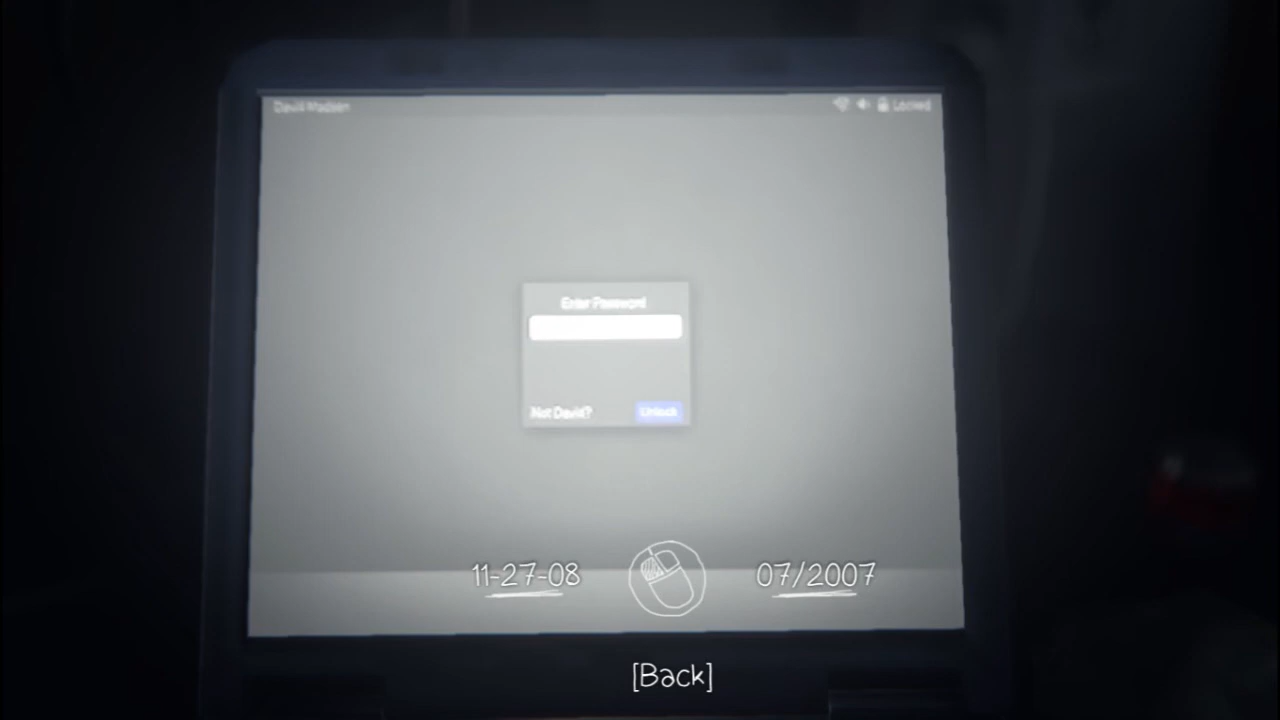 David Madsen
Locked
Enter Password
Not David?
Unlock
11-27-08
07/2007
[Back]